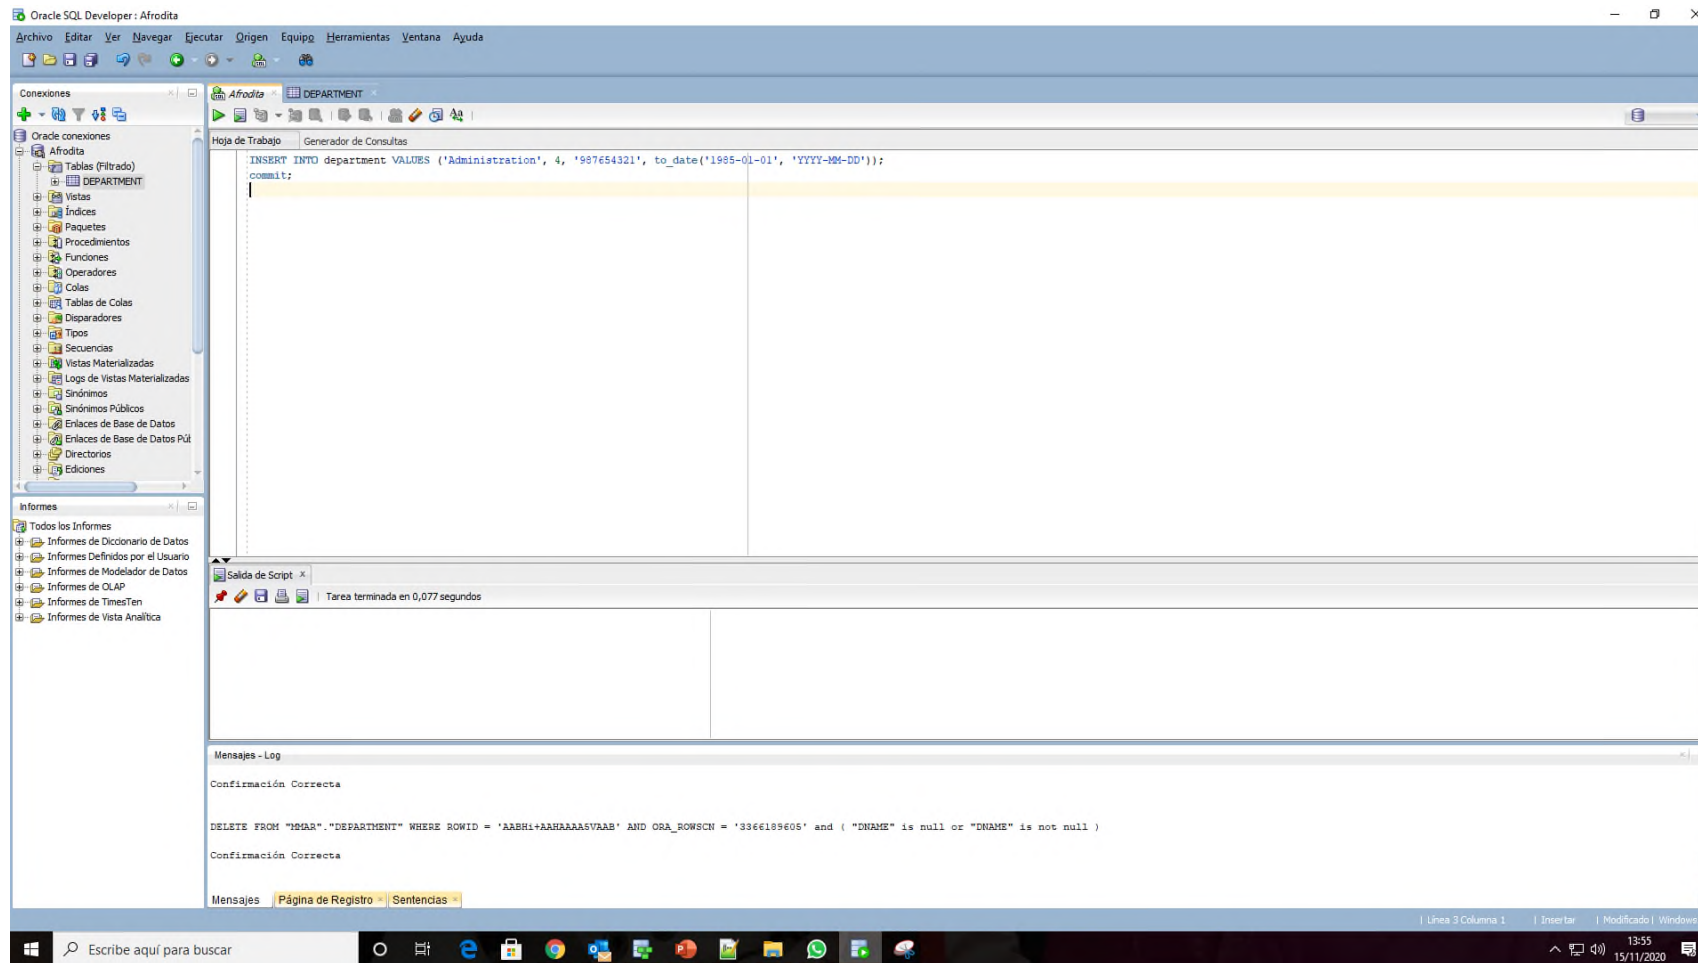 Oracle SQL Developer : Afrodita
Archivo Editar Ver Navegar Ejecutar Origen Equipo Herramientas Ventana Ayuda
Conexiones
Oracle conexiones
Afrodita
Tablas (Filtrado)
DEPARTMENT
Vistas
Índices
Paquetes
Procedimientos
Funciones
Operadores
Colas
Tablas de Colas
Disparadores
Tipos
Secuencias
Vistas Materializadas
Logs de Vistas Materializadas
Sinónimos
Sinónimos Públicos
Enlaces de Base de Datos
Enlaces de Base de Datos Púb
Directorios
Ediciones
Informes
Todos los Informes
Informes de Diccionario de Datos
Informes Definidos por el Usuario
Informes de Modelador de Datos
Informes de OLAP
Informes de TimesTen
Informes de Vista Analítica
Afrodita DEPARTMENT
Hoja de Trabajo Generador de Consultas
INSERT INTO department VALUES ('Administration', 4, '987654321', to_date('1985-01-01', 'YYYY-MM-DD'));
commit;
Salida de Script
Tarea terminada en 0,077 segundos
Mensajes - Log
Confirmación Correcta
DELETE FROM "MMAR"."DEPARTMENT" WHERE ROWID = 'AABHi+AAHAAAA5VAAB' AND ORA_ROWSCN = '3366189605' and ( "DNAME" is null or "DNAME" is not null )
Confirmación Correcta
Mensajes Página de Registro Sentencias
Línea 3 Columna 1 Insertar Modificado Windows
Escribe aquí para buscar
13:55
15/11/2020